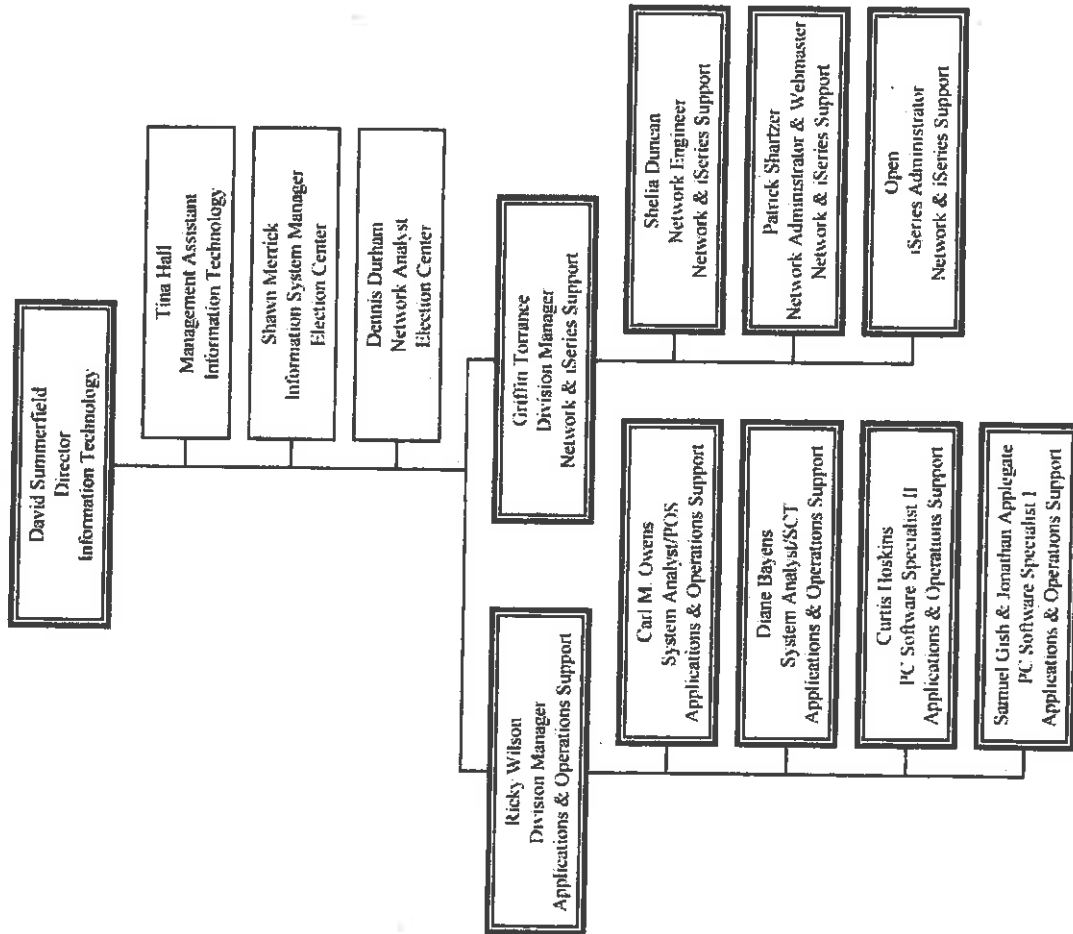 David Summerfield
Director
Information Technology
Tina Hall
Management Assistant
Information Technology
Shawn Merrick
Information System Manager
Election Center
Dennis Durham
Network Analyst
Election Center
Ricky Wilson
Division Manager
Applications & Operations Support
Griffin Torrance
Division Manager
Network & iSeries Support
Carl M. Owens
System Analyst/POS
Applications & Operations Support
Diane Bayens
System Analyst/SCT
Applications & Operations Support
Curtis Hoskins
PC Software Specialist II
Applications & Operations Support
Samuel Gish & Jonathan Applegate
PC Software Specialist I
Applications & Operations Support
Shelia Duncan
Network Engineer
Network & iSeries Support
Patrick Shartzer
Network Administrator & Webmaster
Network & iSeries Support
Open
iSeries Administrator
Network & iSeries Support